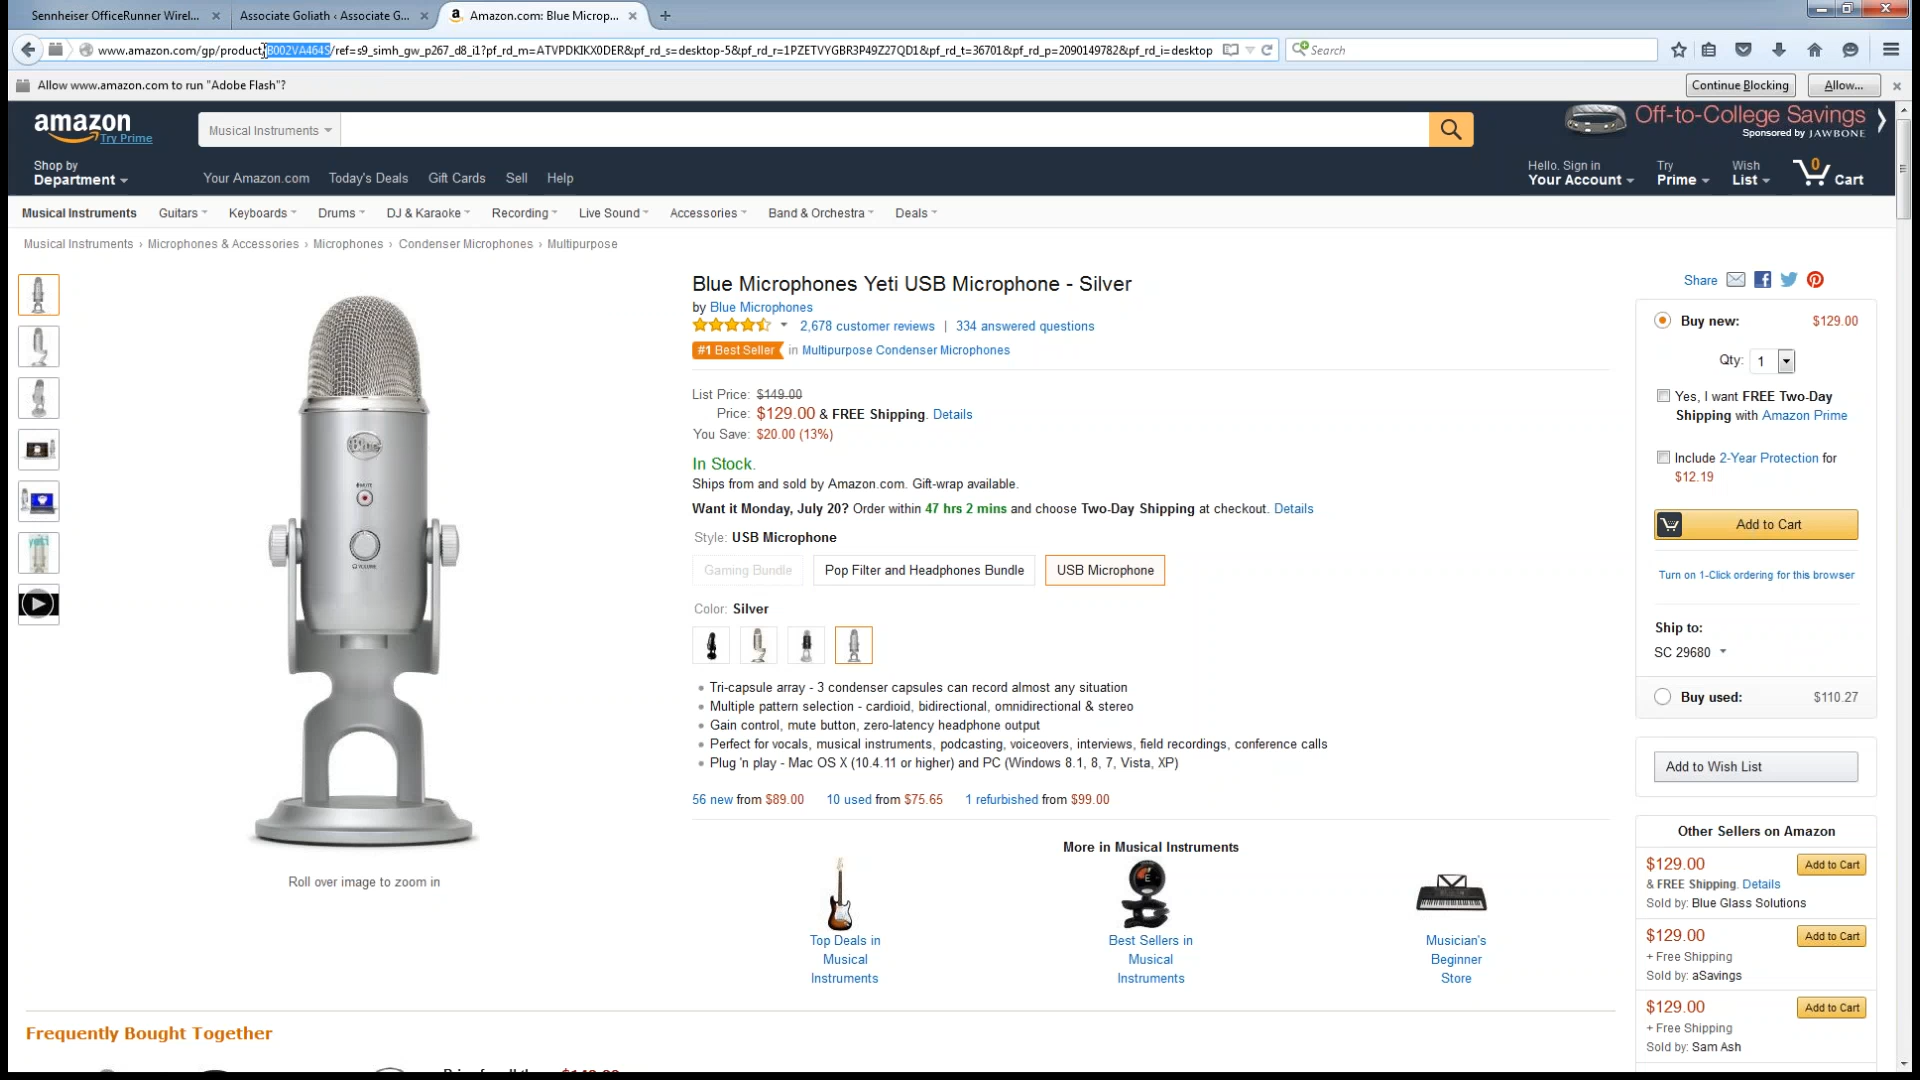 Sennheiser OfficeRunner Wirel...
Associate Goliath ‹ Associate G...
Amazon.com: Blue Microp...
www.amazon.com/gp/product/B002VA464S/ref=s9_simh_gw_p267_d8_i1?pf_rd_m=ATVPDKIKX0DER&pf_rd_s=desktop-5&pf_rd_r=1PZETVYGBR3P49Z27QD1&pf_rd_t=36701&pf_rd_p=2090149782&pf_rd_i=desktop
Search
Allow www.amazon.com to run "Adobe Flash"?
Continue Blocking
Allow...
amazon
Try Prime
Musical Instruments
Off-to-College Savings
Sponsored by JAWBONE
Shop by
Department
Your Amazon.com
Today's Deals
Gift Cards
Sell
Help
Hello. Sign in
Your Account
Try
Prime
Wish
List
0
Cart
Musical Instruments
Guitars
Keyboards
Drums
DJ & Karaoke
Recording
Live Sound
Accessories
Band & Orchestra
Deals
Musical Instruments › Microphones & Accessories › Microphones › Condenser Microphones › Multipurpose
Blue
MUTE
VOLUME
yeti
Roll over image to zoom in
Blue Microphones Yeti USB Microphone - Silver
by Blue Microphones
2,678 customer reviews | 334 answered questions
#1 Best Seller in Multipurpose Condenser Microphones
List Price: $149.00
Price: $129.00 & FREE Shipping. Details
You Save: $20.00 (13%)
In Stock.
Ships from and sold by Amazon.com. Gift-wrap available.
Want it Monday, July 20? Order within 47 hrs 2 mins and choose Two-Day Shipping at checkout. Details
Style: USB Microphone
Gaming Bundle
Pop Filter and Headphones Bundle
USB Microphone
Color: Silver
Tri-capsule array - 3 condenser capsules can record almost any situation
Multiple pattern selection - cardioid, bidirectional, omnidirectional & stereo
Gain control, mute button, zero-latency headphone output
Perfect for vocals, musical instruments, podcasting, voiceovers, interviews, field recordings, conference calls
Plug 'n play - Mac OS X (10.4.11 or higher) and PC (Windows 8.1, 8, 7, Vista, XP)
56 new from $89.00
10 used from $75.65
1 refurbished from $99.00
More in Musical Instruments
Top Deals in
Musical
Instruments
Best Sellers in
Musical
Instruments
Musician's
Beginner
Store
Share
Buy new:
$129.00
Qty: 1
Yes, I want FREE Two-Day
Shipping with Amazon Prime
Include 2-Year Protection for
$12.19
Add to Cart
Turn on 1-Click ordering for this browser
Ship to:
SC 29680
Buy used:
$110.27
Add to Wish List
Other Sellers on Amazon
$129.00
Add to Cart
& FREE Shipping. Details
Sold by: Blue Glass Solutions
$129.00
Add to Cart
+ Free Shipping
Sold by: aSavings
$129.00
Add to Cart
+ Free Shipping
Sold by: Sam Ash
Frequently Bought Together